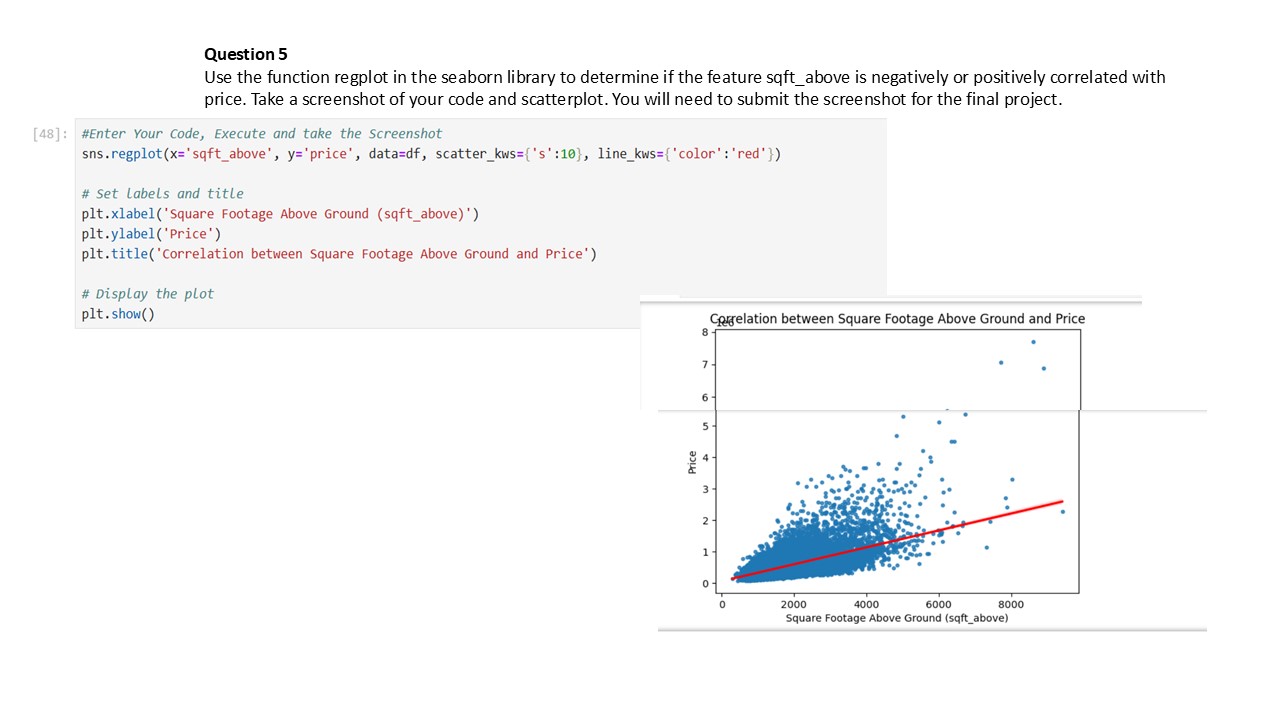 Question 5
Use the function regplot in the seaborn library to determine if the feature sqft_above is negatively or positively correlated with
price. Take a screenshot of your code and scatterplot. You will need to submit the screenshot for the final project.
[48]:
#Enter Your Code, Execute and take the Screenshot
sns.regplot(x='sqft_above', y='price', data=df, scatter_kws={'s':10}, line_kws={'color':'red'})
# Set labels and title
plt.xlabel('Square Footage Above Ground (sqft_above)')
plt.ylabel('Price')
plt.title('Correlation between Square Footage Above Ground and Price')
# Display the plot
plt.show()
Correlation between Square Footage Above Ground and Price
1e6
8
7
6
5
4
3
2
1
0
Price
0 2000 4000 6000 8000
Square Footage Above Ground (sqft_above)